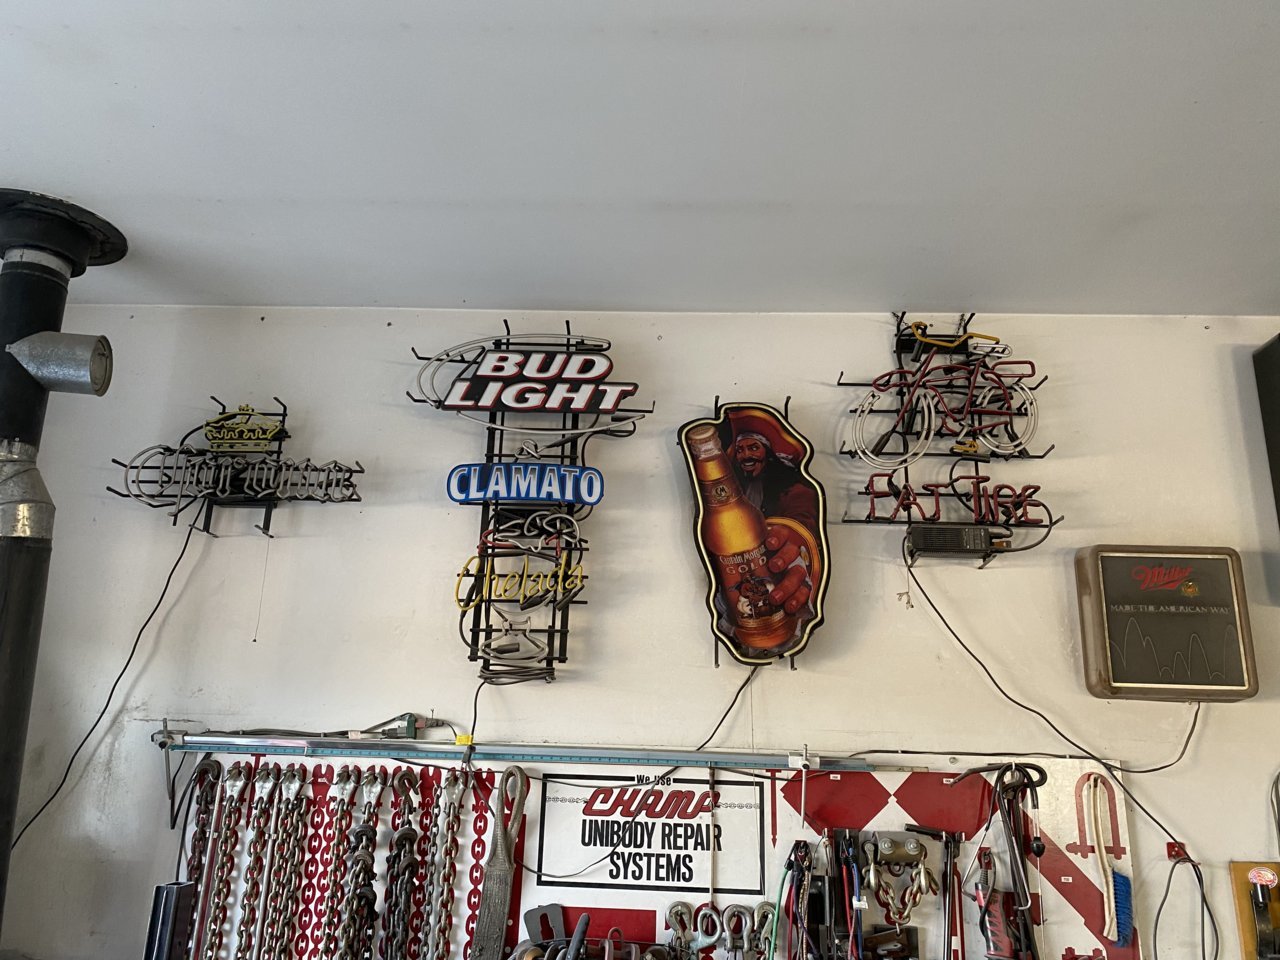 BUD
LIGHT
CLAMATO
Chelada
CM
Captain Morgan
GOLD
FAT TIRE
Miller
MADE THE AMERICAN WAY
We Use
CHAMP
UNIBODY REPAIR
SYSTEMS